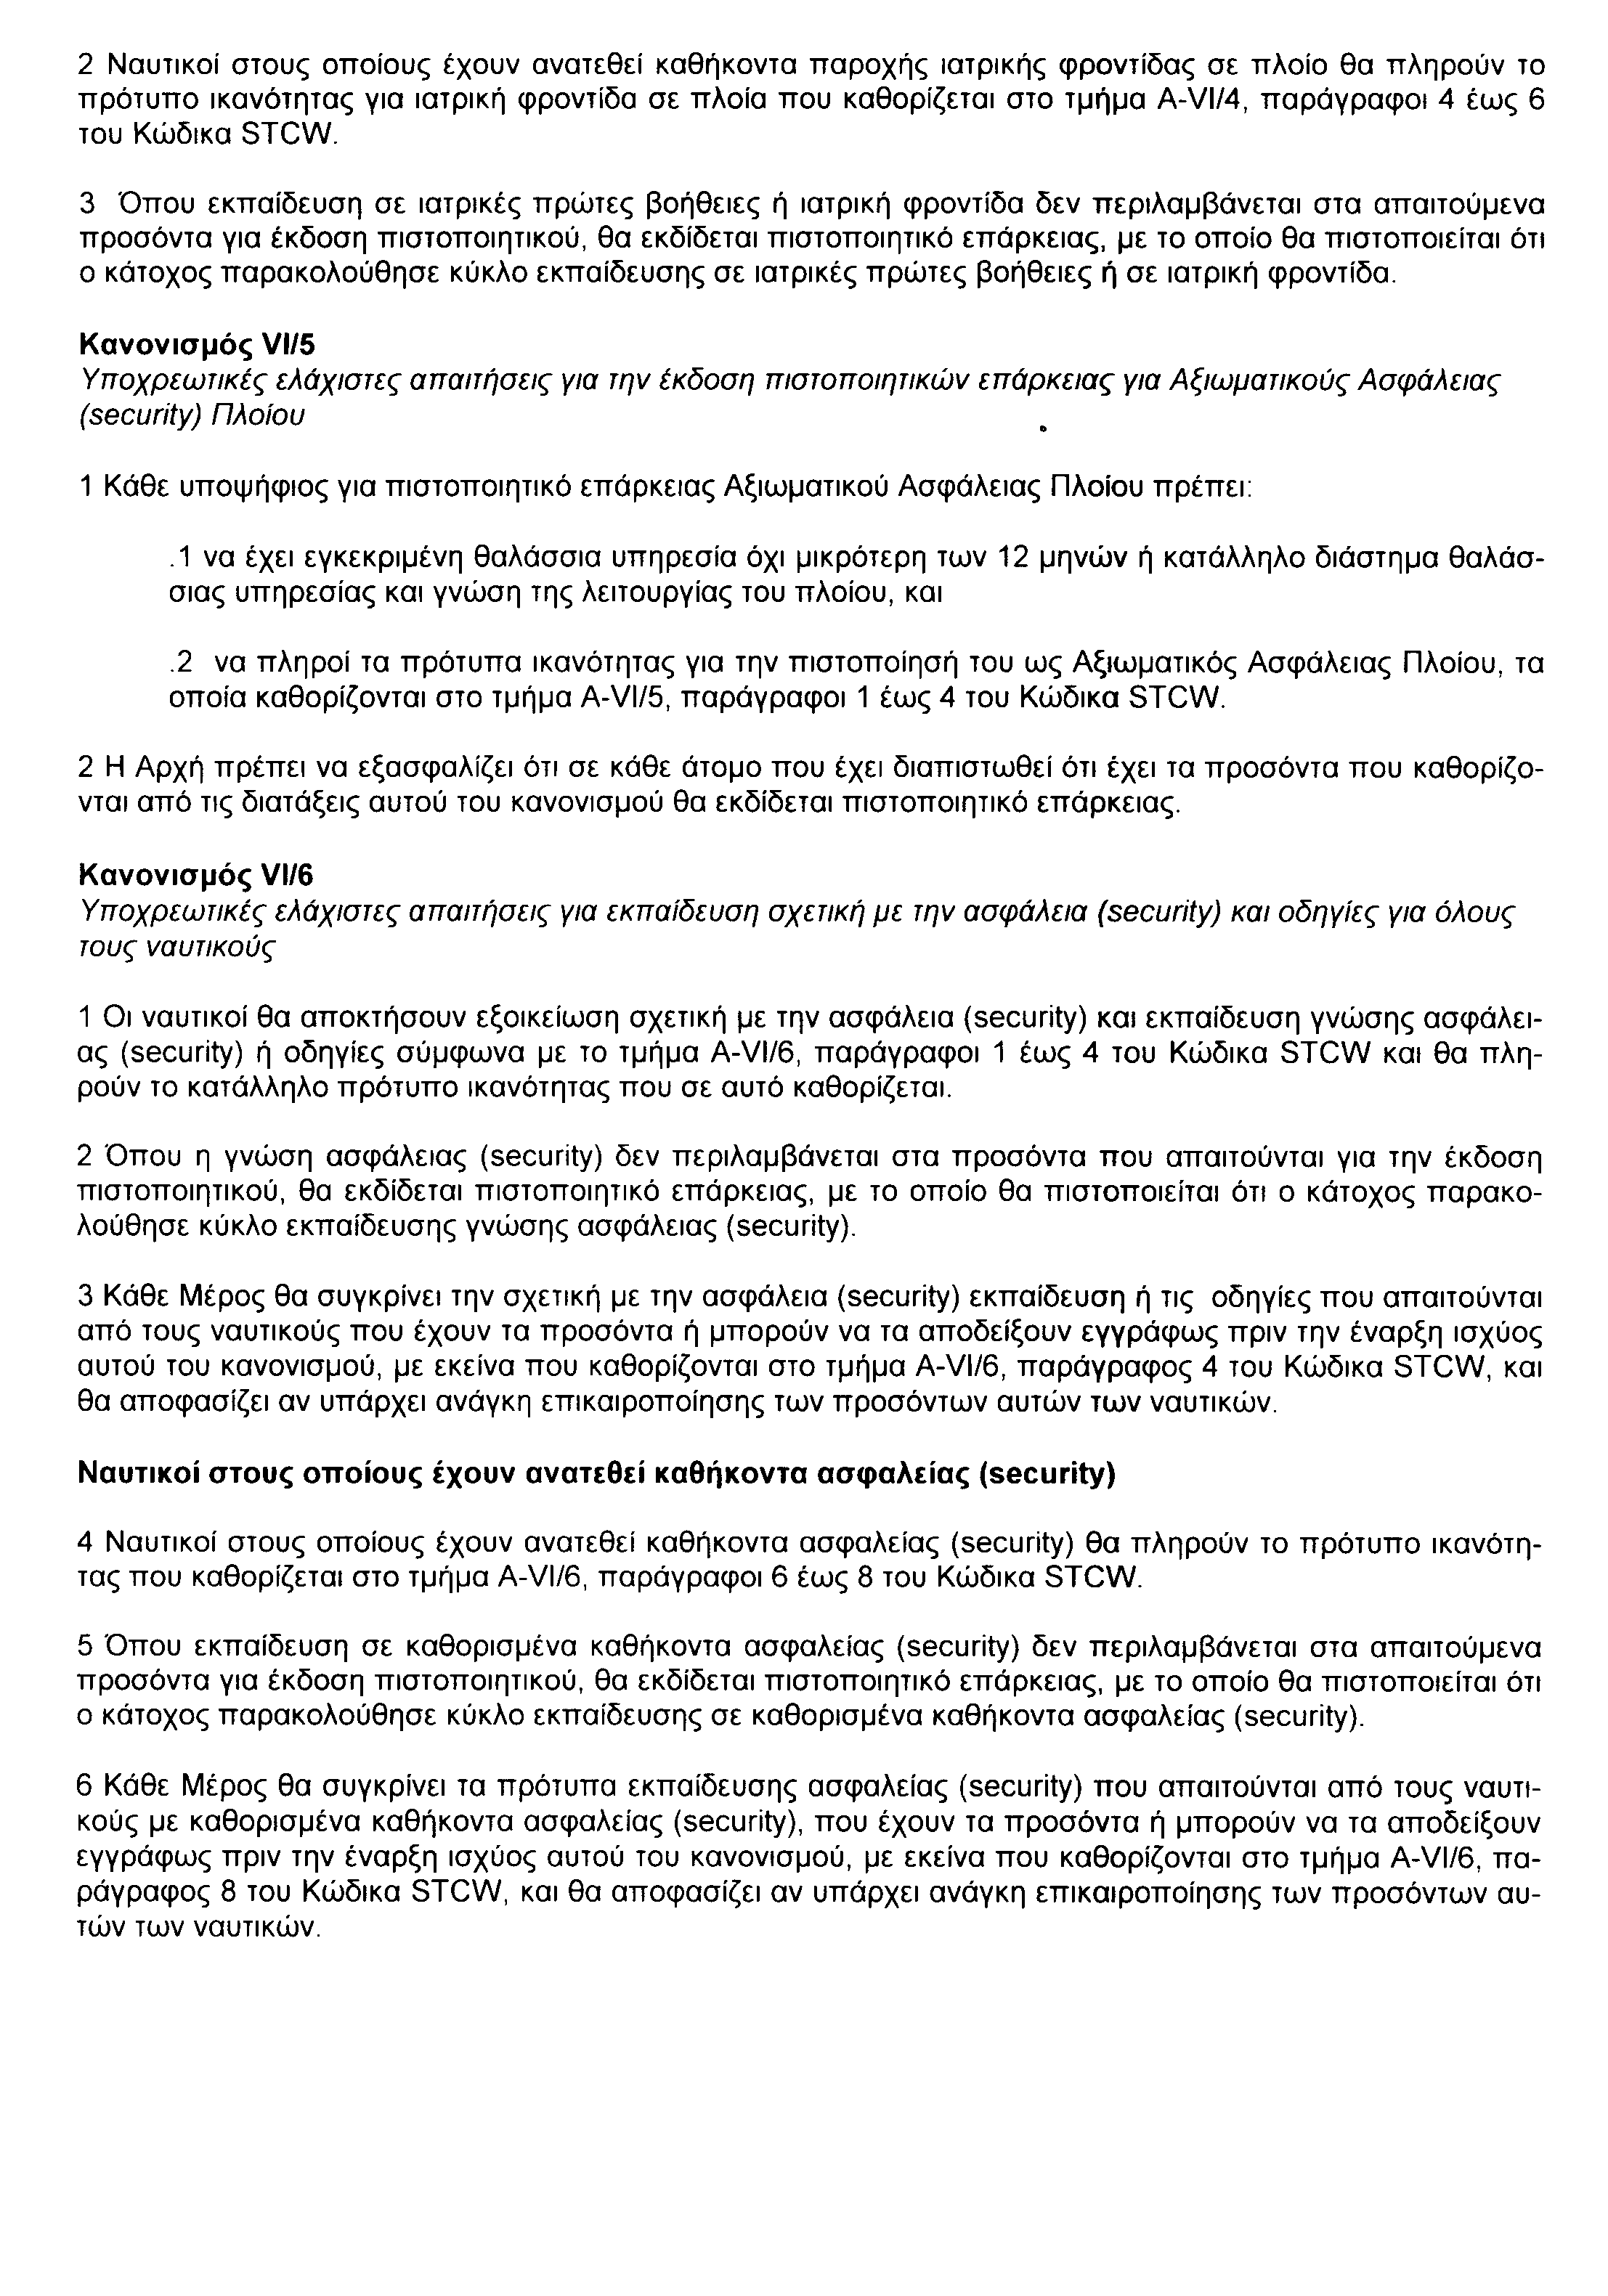 2 Ναυτικοί στους οποίους έχουν ανατεθεί καθήκοντα παροχής ιατρικής φροντίδας σε πλοίο θα πληρούν το
πρότυπο ικανότητας για ιατρική φροντίδα σε πλοία που καθορίζεται στο τμήμα A-VI/4, παράγραφοι 4 έως 6
του Κώδικα STCW.
3 Όπου εκπαίδευση σε ιατρικές πρώτες βοήθειες ή ιατρική φροντίδα δεν περιλαμβάνεται στα απαιτούμενα
προσόντα για έκδοση πιστοποιητικού, θα εκδίδεται πιστοποιητικό επάρκειας, με το οποίο θα πιστοποιείται ότι
ο κάτοχος παρακολούθησε κύκλο εκπαίδευσης σε ιατρικές πρώτες βοήθειες ή σε ιατρική φροντίδα.
Κανονισμός VI/5
Υποχρεωτικές ελάχιστες απαιτήσεις για την έκδοση πιστοποιητικών επάρκειας για Αξιωματικούς Ασφάλειας
(security) Πλοίου
1 Κάθε υποψήφιος για πιστοποιητικό επάρκειας Αξιωματικού Ασφάλειας Πλοίου πρέπει:
.1 να έχει εγκεκριμένη θαλάσσια υπηρεσία όχι μικρότερη των 12 μηνών ή κατάλληλο διάστημα θαλάσ-
σιας υπηρεσίας και γνώση της λειτουργίας του πλοίου, και
.2 να πληροί τα πρότυπα ικανότητας για την πιστοποίησή του ως Αξιωματικός Ασφάλειας Πλοίου, τα
οποία καθορίζονται στο τμήμα A-VI/5, παράγραφοι 1 έως 4 του Κώδικα STCW.
2 Η Αρχή πρέπει να εξασφαλίζει ότι σε κάθε άτομο που έχει διαπιστωθεί ότι έχει τα προσόντα που καθορίζο-
νται από τις διατάξεις αυτού του κανονισμού θα εκδίδεται πιστοποιητικό επάρκειας.
Κανονισμός VI/6
Υποχρεωτικές ελάχιστες απαιτήσεις για εκπαίδευση σχετική με την ασφάλεια (security) και οδηγίες για όλους
τους ναυτικούς
1 Οι ναυτικοί θα αποκτήσουν εξοικείωση σχετική με την ασφάλεια (security) και εκπαίδευση γνώσης ασφάλει-
ας (security) ή οδηγίες σύμφωνα με το τμήμα A-VI/6, παράγραφοι 1 έως 4 του Κώδικα STCW και θα πλη-
ρούν το κατάλληλο πρότυπο ικανότητας που σε αυτό καθορίζεται.
2 Όπου η γνώση ασφάλειας (security) δεν περιλαμβάνεται στα προσόντα που απαιτούνται για την έκδοση
πιστοποιητικού, θα εκδίδεται πιστοποιητικό επάρκειας, με το οποίο θα πιστοποιείται ότι ο κάτοχος παρακο-
λούθησε κύκλο εκπαίδευσης γνώσης ασφάλειας (security).
3 Κάθε Μέρος θα συγκρίνει την σχετική με την ασφάλεια (security) εκπαίδευση ή τις οδηγίες που απαιτούνται
από τους ναυτικούς που έχουν τα προσόντα ή μπορούν να τα αποδείξουν εγγράφως πριν την έναρξη ισχύος
αυτού του κανονισμού, με εκείνα που καθορίζονται στο τμήμα A-VI/6, παράγραφος 4 του Κώδικα STCW, και
θα αποφασίζει αν υπάρχει ανάγκη επικαιροποίησης των προσόντων αυτών των ναυτικών.
Ναυτικοί στους οποίους έχουν ανατεθεί καθήκοντα ασφαλείας (security)
4 Ναυτικοί στους οποίους έχουν ανατεθεί καθήκοντα ασφαλείας (security) θα πληρούν το πρότυπο ικανότη-
τας που καθορίζεται στο τμήμα A-VI/6, παράγραφοι 6 έως 8 του Κώδικα STCW.
5 Όπου εκπαίδευση σε καθορισμένα καθήκοντα ασφαλείας (security) δεν περιλαμβάνεται στα απαιτούμενα
προσόντα για έκδοση πιστοποιητικού, θα εκδίδεται πιστοποιητικό επάρκειας, με το οποίο θα πιστοποιείται ότι
ο κάτοχος παρακολούθησε κύκλο εκπαίδευσης σε καθορισμένα καθήκοντα ασφαλείας (security).
6 Κάθε Μέρος θα συγκρίνει τα πρότυπα εκπαίδευσης ασφαλείας (security) που απαιτούνται από τους ναυτι-
κούς με καθορισμένα καθήκοντα ασφαλείας (security), που έχουν τα προσόντα ή μπορούν να τα αποδείξουν
εγγράφως πριν την έναρξη ισχύος αυτού του κανονισμού, με εκείνα που καθορίζονται στο τμήμα A-VI/6, πα-
ράγραφος 8 του Κώδικα STCW, και θα αποφασίζει αν υπάρχει ανάγκη επικαιροποίησης των προσόντων αυ-
τών των ναυτικών.